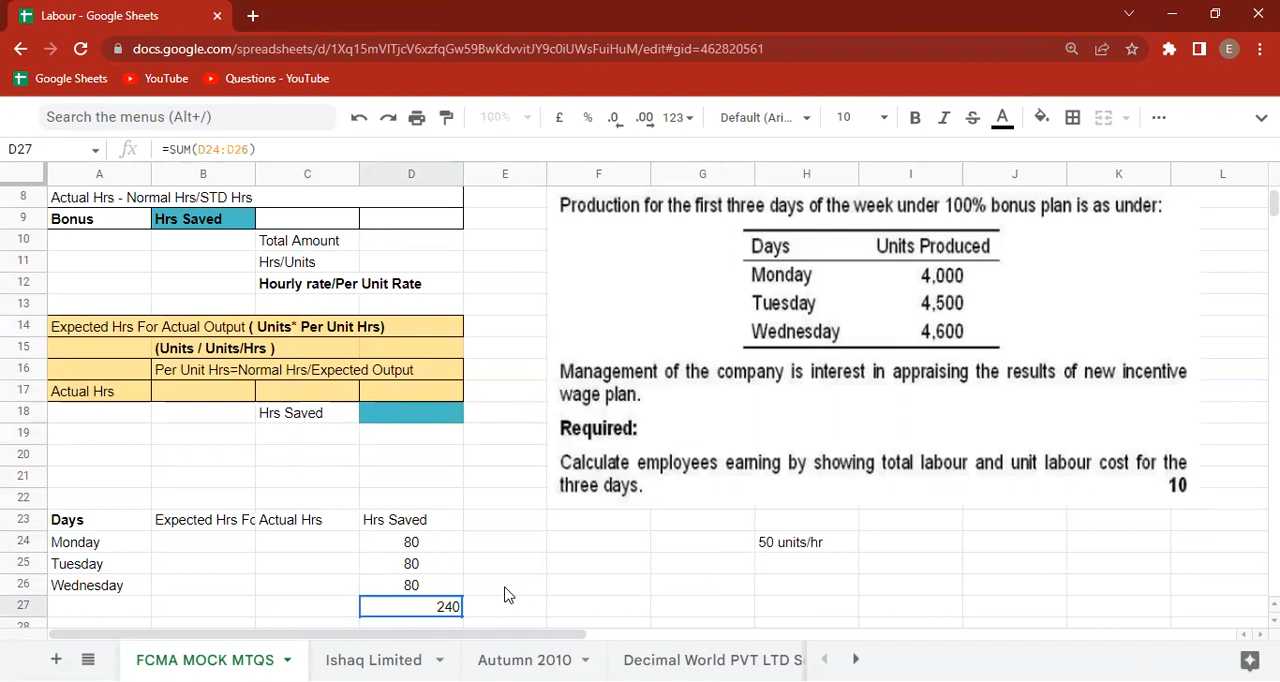 Labour - Google Sheets
docs.google.com/spreadsheets/d/1Xq15mVITjcV6xzfqGw59BwKdvvitJY9c0iUWsFuiHuM/edit#gid=462820561
E
Google Sheets YouTube Questions - YouTube
Search the menus (Alt+/) 100% £ % .0 .00 123 Default (Ari... 10 B I S A
D27 fx =SUM(D24:D26)
A B C D E F G H I J K L
8 Actual Hrs - Normal Hrs/STD Hrs
9 Bonus Hrs Saved
10 Total Amount
11 Hrs/Units
12 Hourly rate/Per Unit Rate
13
14 Expected Hrs For Actual Output ( Units* Per Unit Hrs)
15 (Units / Units/Hrs )
16 Per Unit Hrs=Normal Hrs/Expected Output
17 Actual Hrs
18 Hrs Saved
19
20
21
22
23 Days Expected Hrs Fo Actual Hrs Hrs Saved
24 Monday 80 50 units/hr
25 Tuesday 80
26 Wednesday 80
27 240
28
Production for the first three days of the week under 100% bonus plan is as under:
Days Units Produced
Monday 4,000
Tuesday 4,500
Wednesday 4,600
Management of the company is interest in appraising the results of new incentive
wage plan.
Required:
Calculate employees earning by showing total labour and unit labour cost for the
three days. 10
FCMA MOCK MTQS Ishaq Limited Autumn 2010 Decimal World PVT LTD S